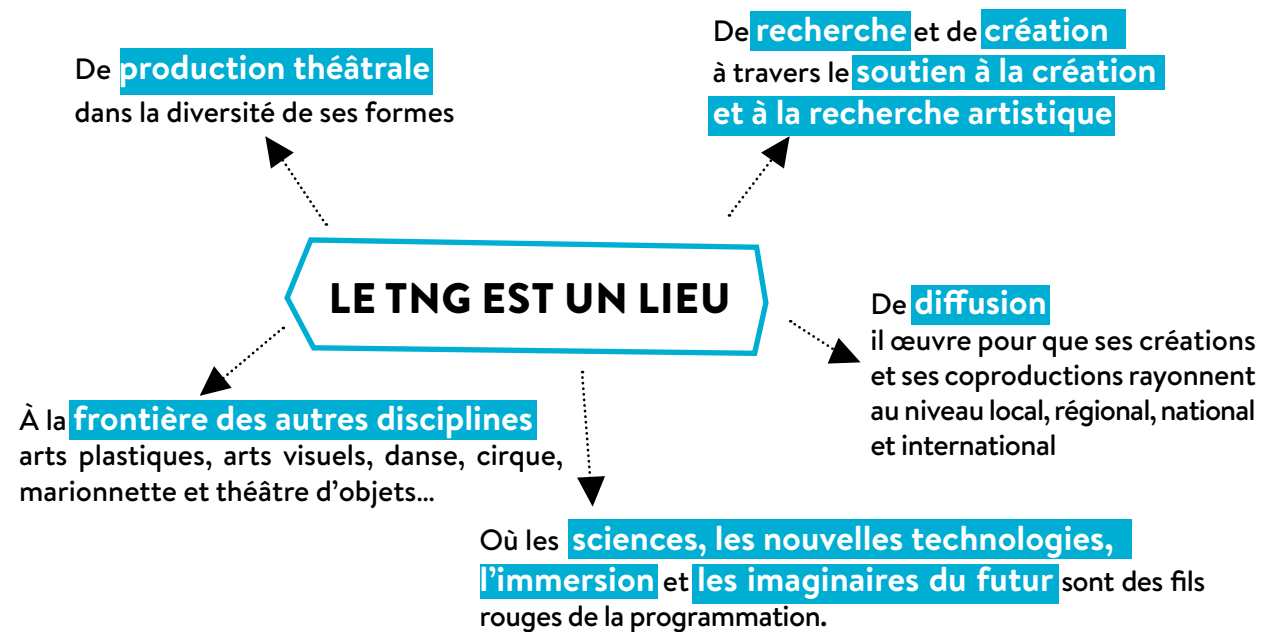 De production théâtrale
dans la diversité de ses formes
De recherche et de création
à travers le soutien à la création
et à la recherche artistique
LE TNG EST UN LIEU
De diffusion
il œuvre pour que ses créations
et ses coproductions rayonnent
au niveau local, régional, national
et international
À la frontière des autres disciplines
arts plastiques, arts visuels, danse, cirque,
marionnette et théâtre d’objets…
Où les sciences, les nouvelles technologies,
l’immersion et les imaginaires du futur sont des fils
rouges de la programmation.